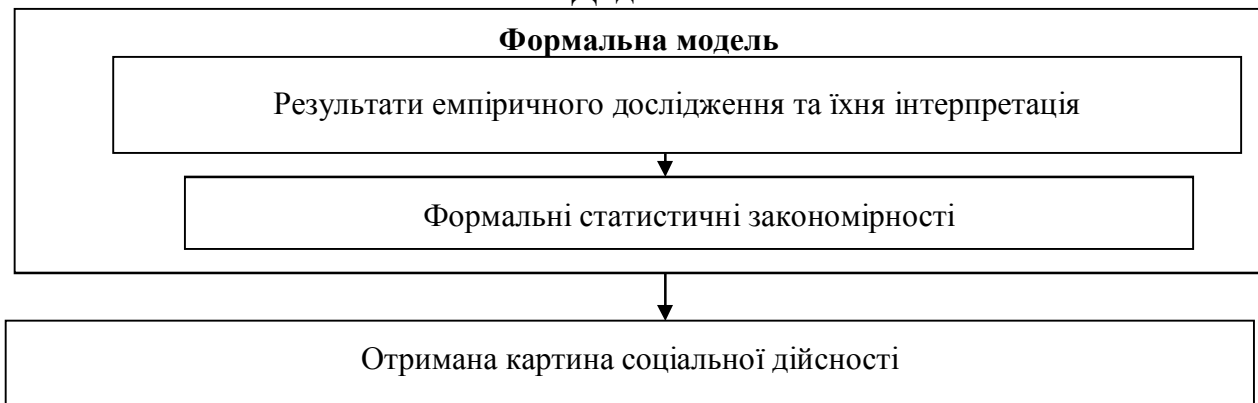 Формальна модель
Результати емпіричного дослідження та їхня інтерпретація
Формальні статистичні закономірності
Отримана картина соціальної дійсності